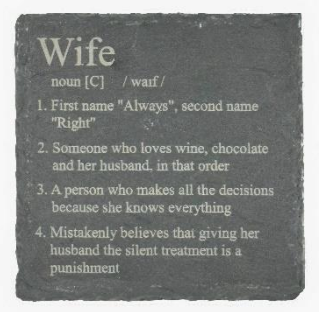 Wife
noun [C] / waɪf /
1. First name "Always", second name
"Right"
2. Someone who loves wine, chocolate
and her husband, in that order
3. A person who makes all the decisions
because she knows everything
4. Mistakenly believes that giving her
husband the silent treatment is a
punishment